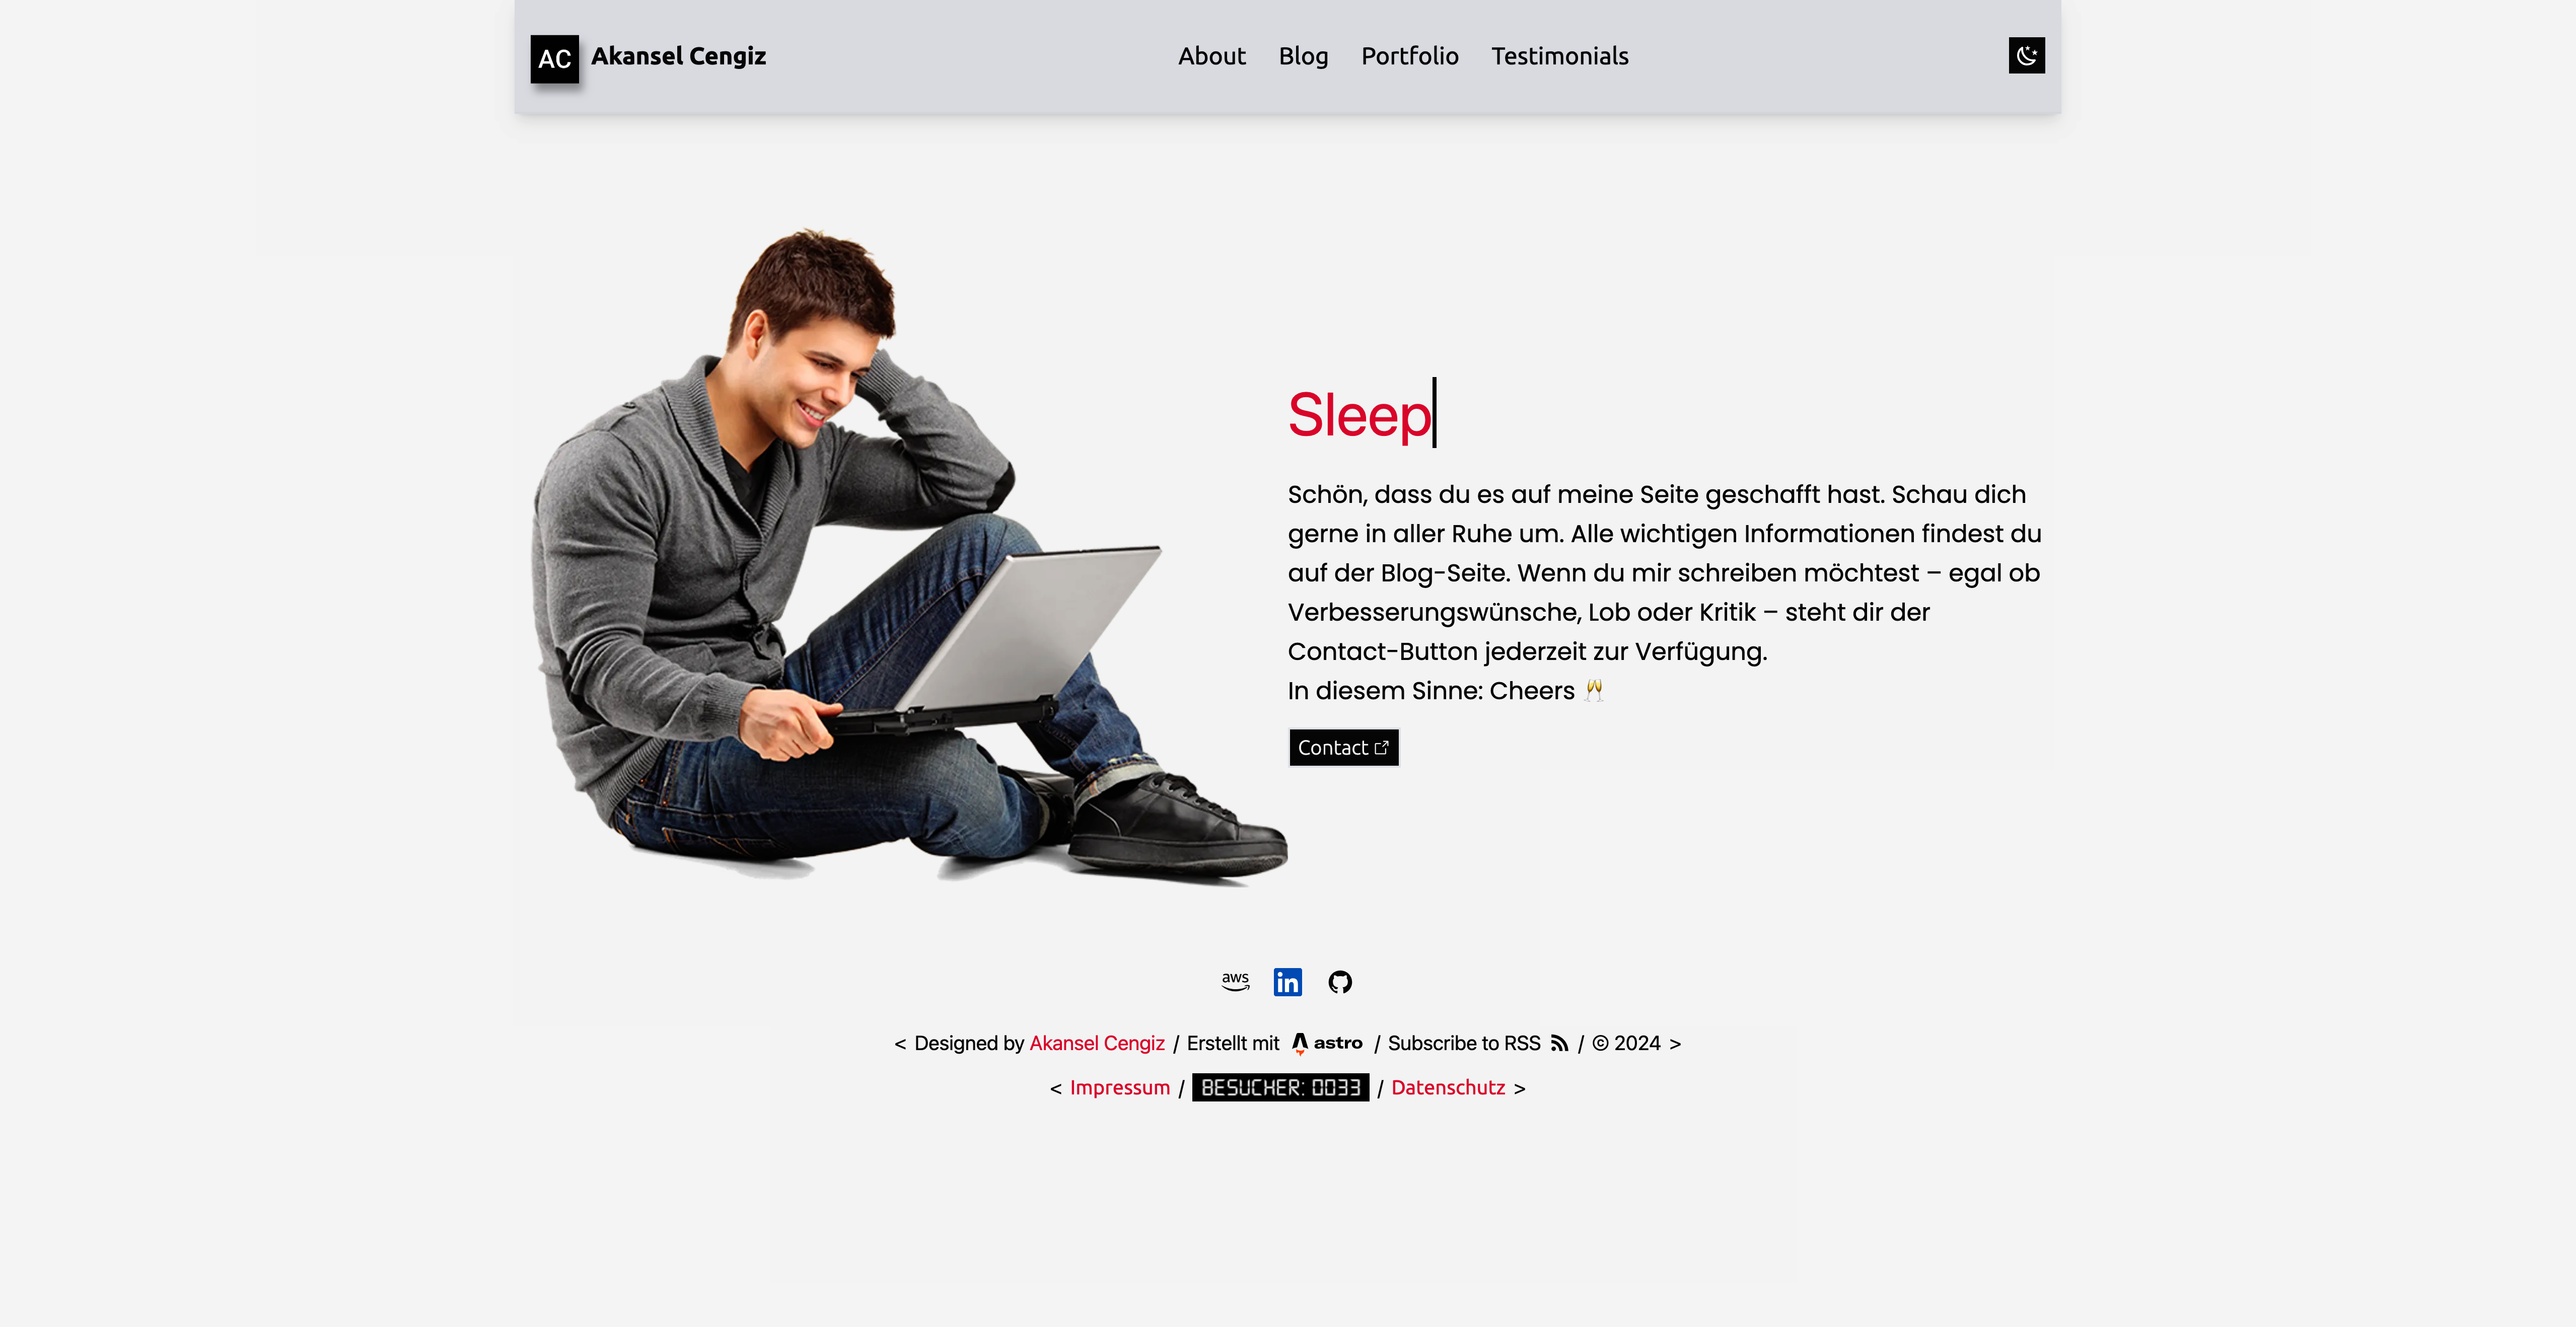 AC Akansel Cengiz About Blog Portfolio Testimonials
Sleep
Schön, dass du es auf meine Seite geschafft hast. Schau dich
gerne in aller Ruhe um. Alle wichtigen Informationen findest du
auf der Blog-Seite. Wenn du mir schreiben möchtest – egal ob
Verbesserungswünsche, Lob oder Kritik – steht dir der
Contact-Button jederzeit zur Verfügung.
In diesem Sinne: Cheers 🥂
Contact
aws in
< Designed by Akansel Cengiz / Erstellt mit astro / Subscribe to RSS / © 2024 >
< Impressum / BESUCHER: 0033 / Datenschutz >